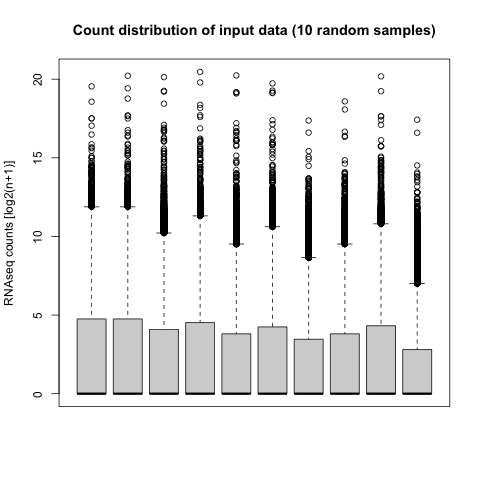 Count distribution of input data (10 random samples)
RNAseq counts [log2(n+1)]
20
15
10
5
0